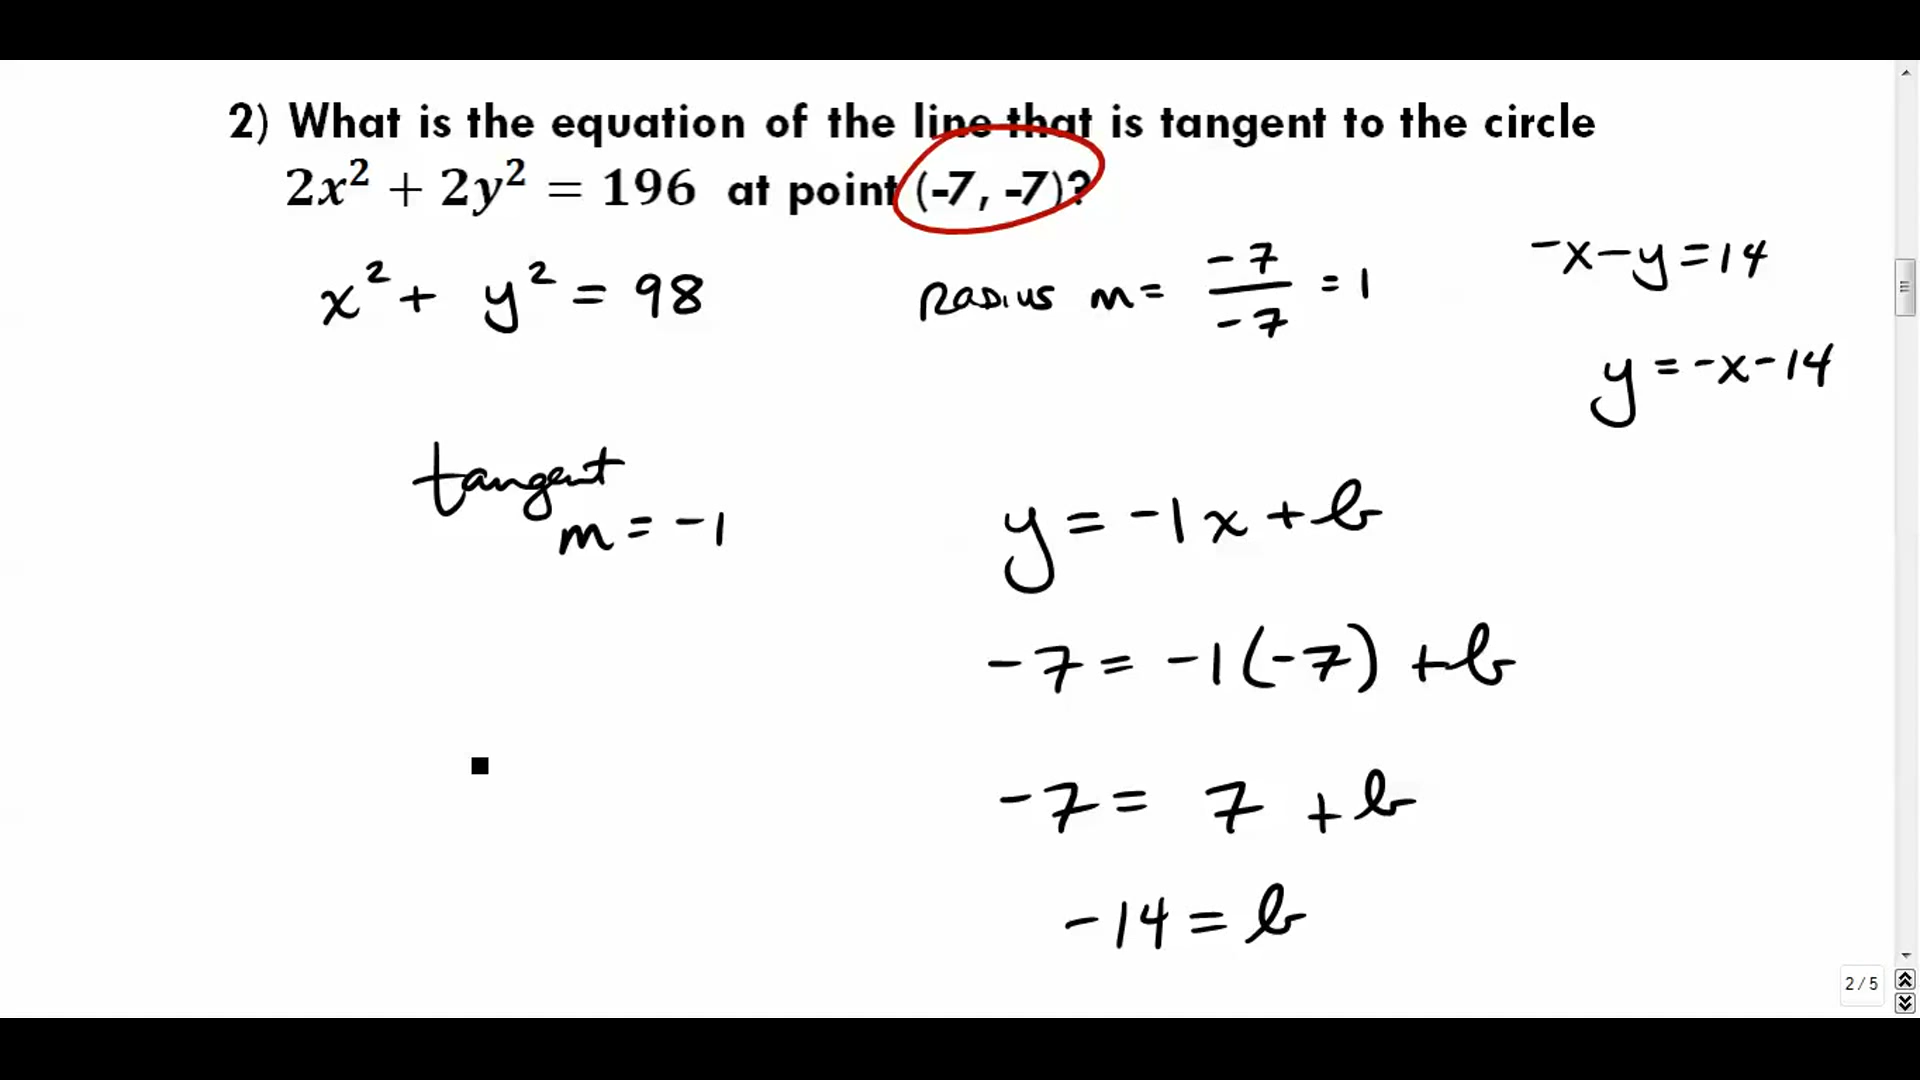 2) What is the equation of the line that is tangent to the circle
2x² + 2y² = 196 at point (-7, -7)?
x² + y² = 98
Radius m = -7/-7 = 1
-x-y=14
y = -x-14
tangent
m = -1
y = -1x + b
-7 = -1(-7) + b
-7 = 7 + b
-14 = b
2/5